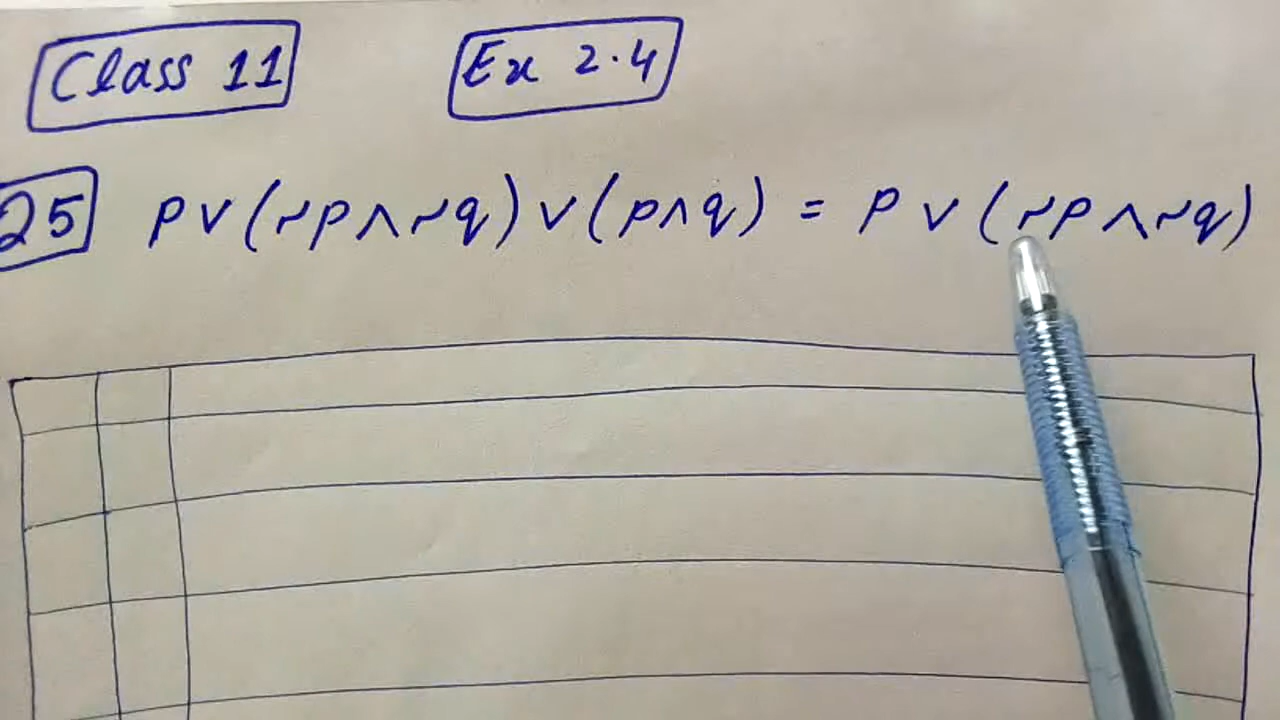 Class 11 Ex 2.4
25 p∨(~p∧~q)∨(p∧q) = p∨(~p∧~q)